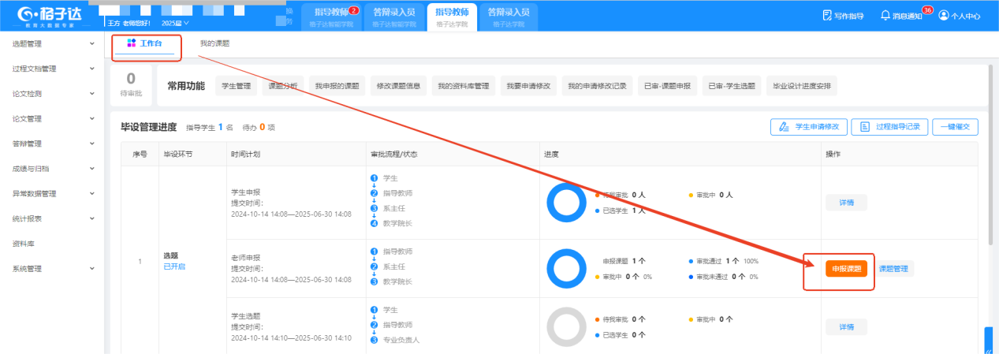 格子达
教育大数据专家
王方 老师您好! 2025届
指导教师 2
格子达智能学院
答辩录入员
格子达智能学院
指导教师
格子达学院
答辩录入员
格子达学院
写作指导
消息通知 36
个人中心
选题管理
过程文档管理
论文检测
论文管理
答辩管理
成绩与归档
异常数据管理
统计报表
资料库
系统管理
工作台
我的课题
0
待审批
常用功能
学生管理
课题分析
我申报的课题
修改课题信息
我的资料库管理
我要申请修改
我的申请修改记录
已审-课题申报
已审-学生选题
毕业设计进度安排
毕设管理进度 指导学生 1 名 待办 0 项
学生申请修改
过程指导记录
一键催交
序号 毕设环节 时间计划 审批流程/状态 进度 操作
1
选题
已开启
学生申报
提交时间:
2024-10-14 14:08—2025-06-30 14:08
1 学生
2 指导教师
3 系主任
4 教学院长
待我审批 0 人
审批中 0 人
已选学生 1 人
详情
老师申报
提交时间:
2024-10-14 14:08—2025-06-30 14:08
1 指导教师
2 系主任
3 教学院长
申报课题 1 个
审批通过 1 个 100%
审批中 0 个 0%
审批未通过 0 个 0%
申报课题
课题管理
学生选题
提交时间:
2024-10-14 14:10—2025-06-30 14:10
1 学生
2 指导教师
3 专业负责人
待我审批 0 个
审批中 0 个
已选学生 0 个
详情